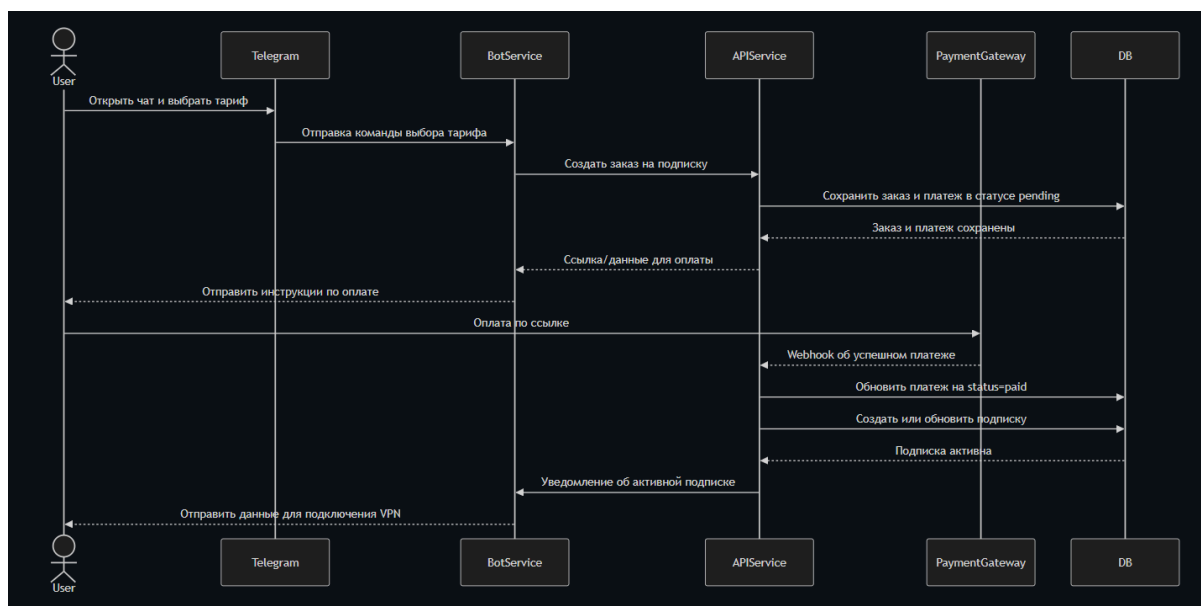 User
Telegram
BotService
APIService
PaymentGateway
DB
Открыть чат и выбрать тариф
Отправка команды выбора тарифа
Создать заказ на подписку
Сохранить заказ и платеж в статусе pending
Заказ и платеж сохранены
Ссылка/данные для оплаты
Отправить инструкции по оплате
Оплата по ссылке
Webhook об успешном платеже
Обновить платеж на status=paid
Создать или обновить подписку
Подписка активна
Уведомление об активной подписке
Отправить данные для подключения VPN
User
Telegram
BotService
APIService
PaymentGateway
DB